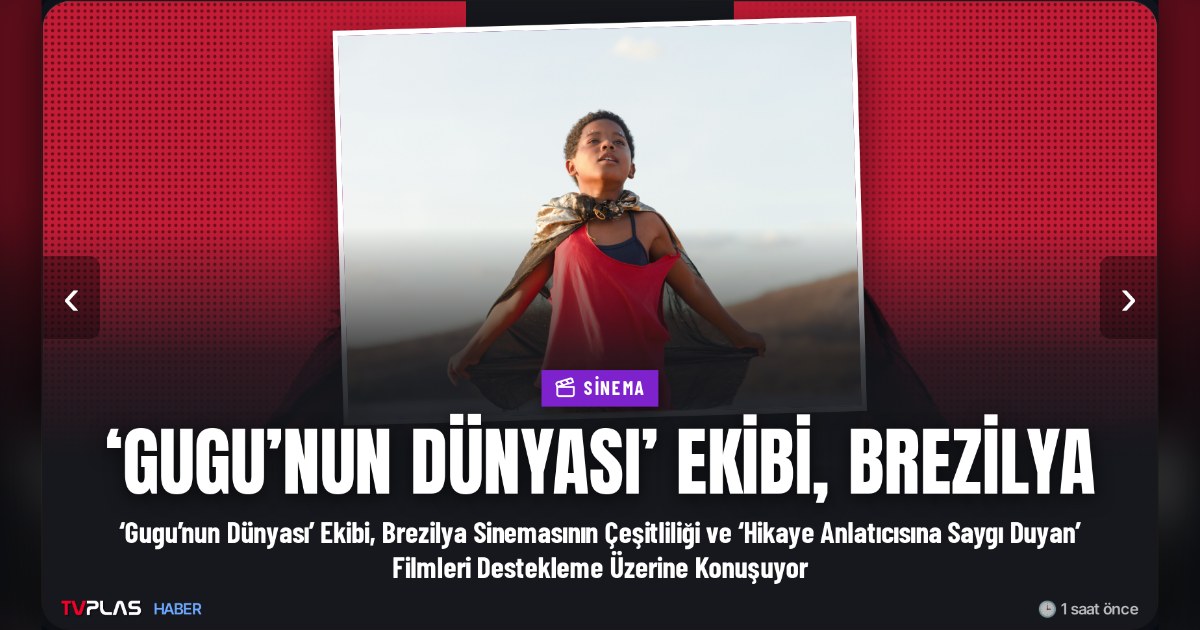 SİNEMA
‘GUGU’NUN DÜNYASI’ EKİBİ, BREZİLYA
‘Gugu’nun Dünyası’ Ekibi, Brezilya Sinemasının Çeşitliliği ve ‘Hikaye Anlatıcısına Saygı Duyan’
Filmleri Destekleme Üzerine Konuşuyor
TVPLAS HABER
1 saat önce